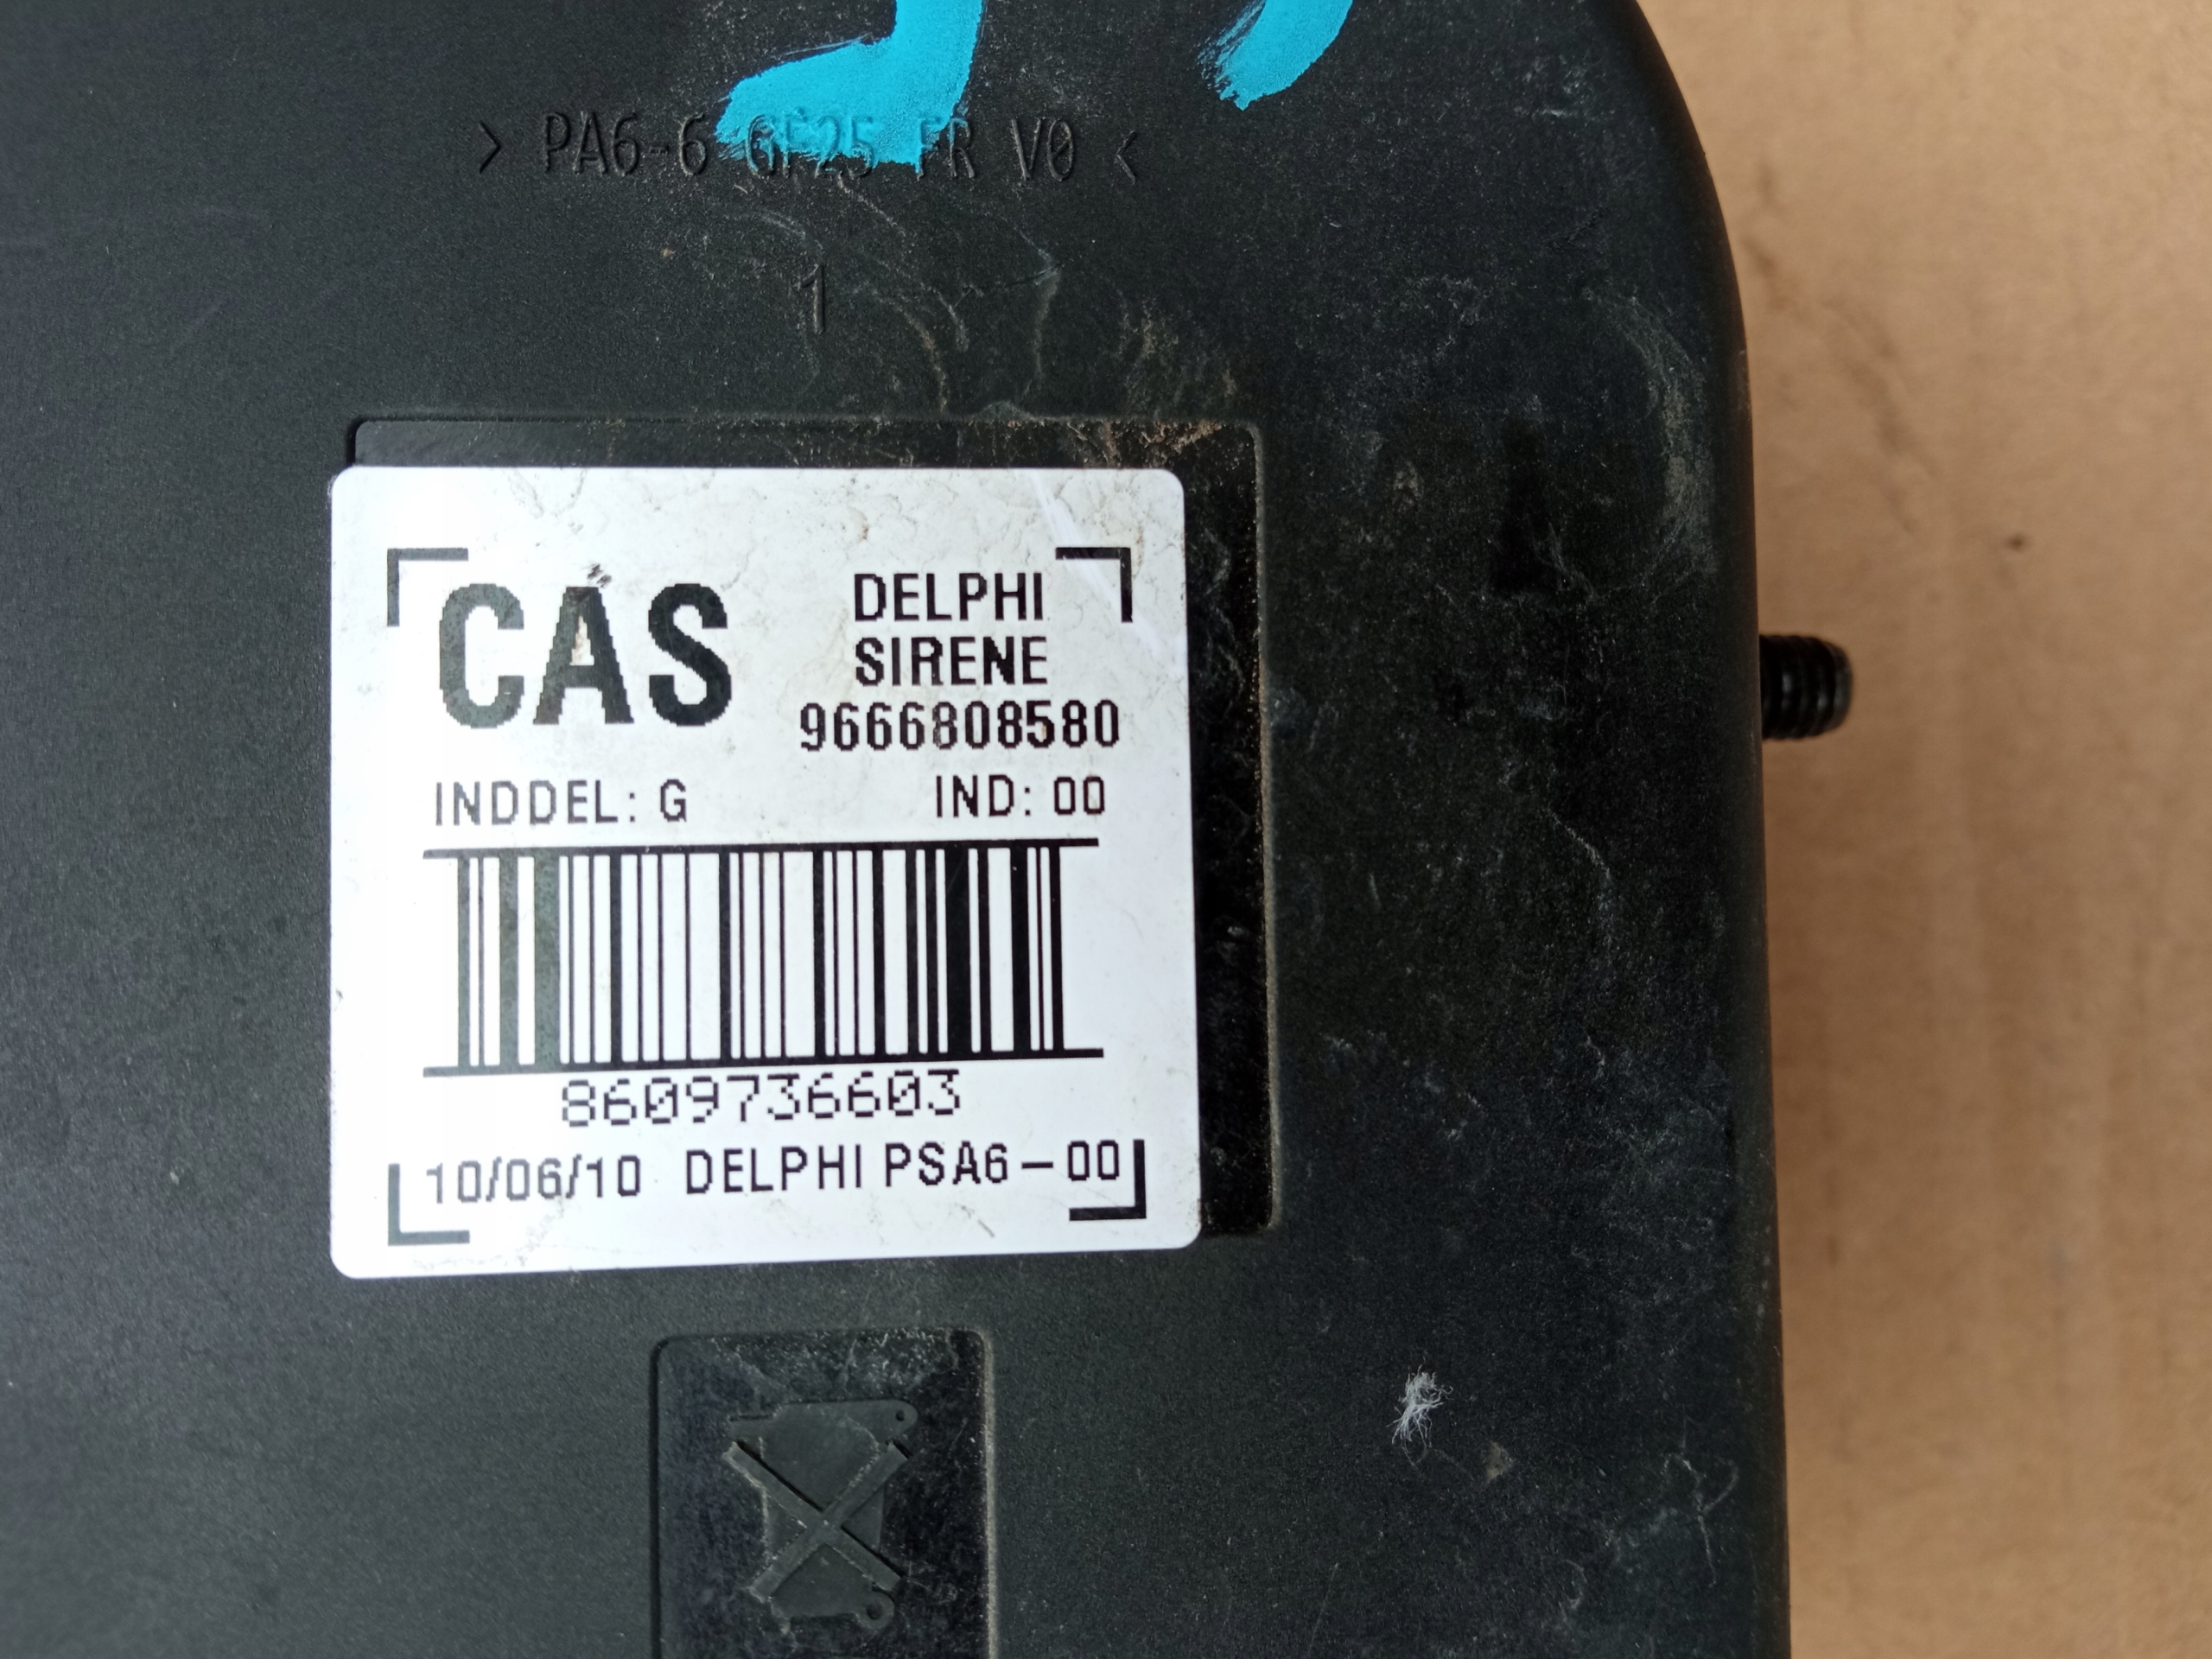 > PA6-6 GF25 FR V0 <
1
CAS
DELPHI
SIRENE
9666808580
INDDEL: G
IND: 00
8609736603
10/06/10 DELPHI PSA6-00